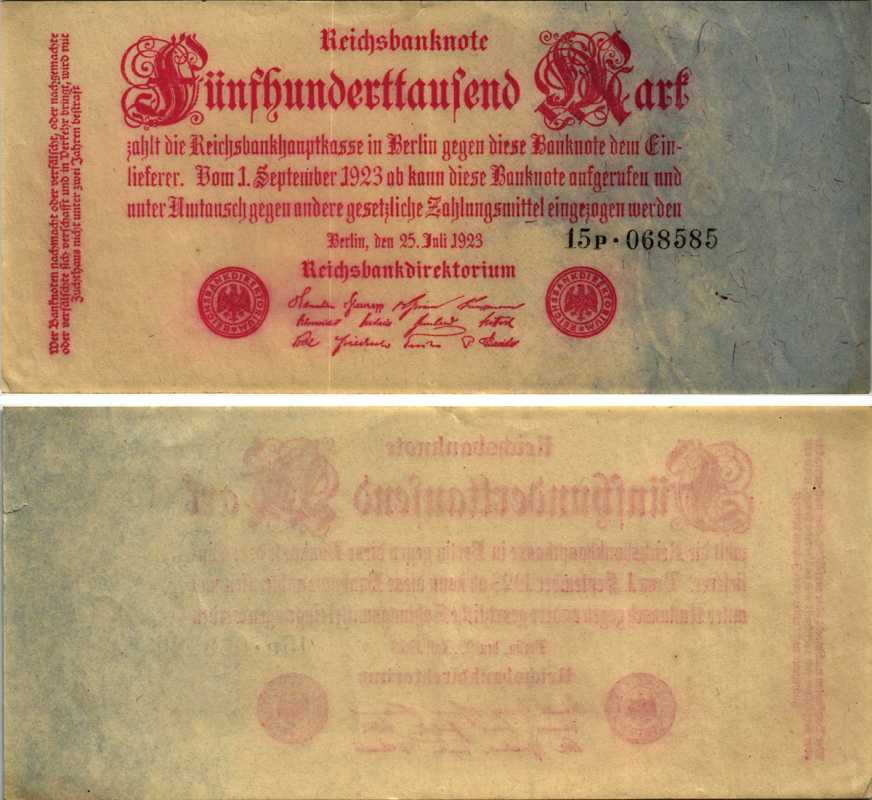 Reichsbanknote
Fünfhunderttausend Mark
zahlt die Reichsbankhauptkasse in Berlin gegen diese Banknote dem Ein-
lieferer. Vom 1. September 1923 ab kann diese Banknote aufgerufen und
unter Umtausch gegen andere gesetzliche Zahlungsmittel eingezogen werden
Berlin, den 25. Juli 1923
15P·068585
Reichsbankdirektorium
REICHSBANKDIREKTORIUM
REICHSBANKDIREKTORIUM
Wer Banknoten nachmacht oder verfälscht, oder nachgemachte
oder verfälschte sich verschafft und in Verkehr bringt, wird mit
Zuchthaus nicht unter zwei Jahren bestraft